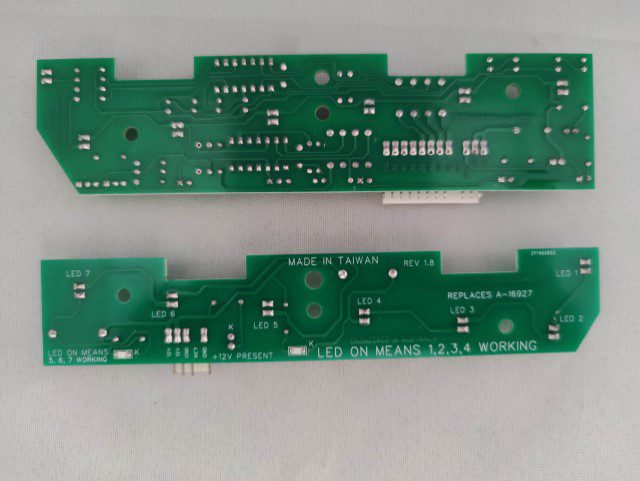 MADE IN TAIWAN
REV 1.8
LED 7
LED 1
LED 6
LED 5
LED 4
REPLACES A-16927
LED 3
LED 2
K
LED ON MEANS
5, 6, 7 WORKING
K
+12V PRESENT
K
LED ON MEANS 1,2,3,4 WORKING